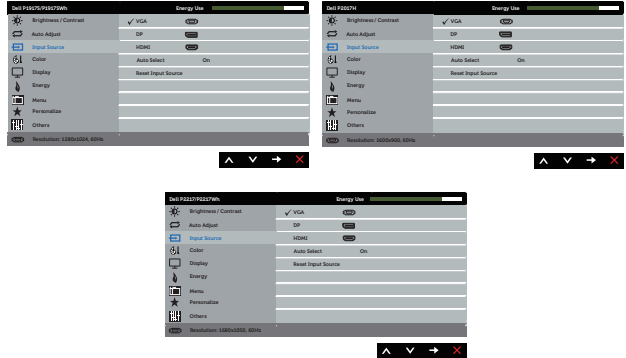 Dell P1917S/P1917SWh Energy Use
Brightness / Contrast VGA
Auto Adjust DP
Input Source HDMI
Color Auto Select On
Display Reset Input Source
Energy
Menu
Personalize
Others
Resolution: 1280x1024, 60Hz
Dell P2017H Energy Use
Brightness / Contrast VGA
Auto Adjust DP
Input Source HDMI
Color Auto Select On
Display Reset Input Source
Energy
Menu
Personalize
Others
Resolution: 1600x900, 60Hz
Dell P2217/P2217Wh Energy Use
Brightness / Contrast VGA
Auto Adjust DP
Input Source HDMI
Color Auto Select On
Display Reset Input Source
Energy
Menu
Personalize
Others
Resolution: 1680x1050, 60Hz